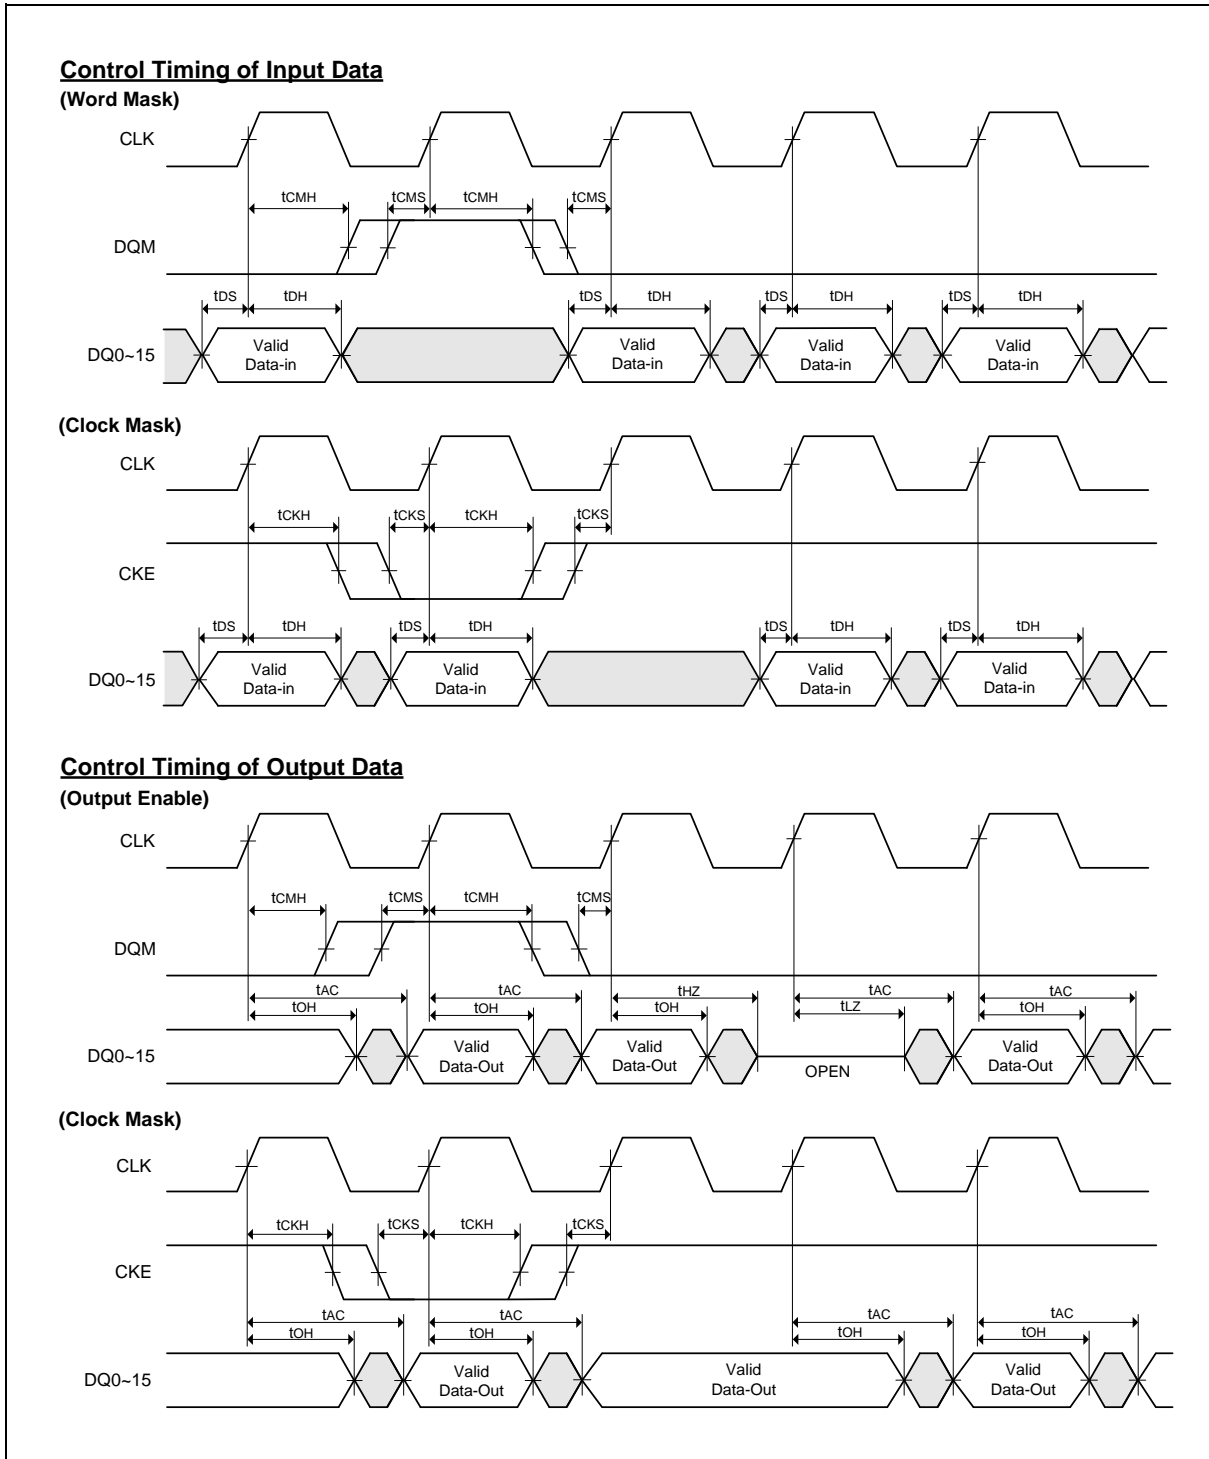 Control Timing of Input Data
(Word Mask)
CLK
tCMH tCMS tCMH tCMS
DQM
tDS tDH tDS tDH tDS tDH tDS tDH
DQ0~15
Valid Data-in
Valid Data-in
Valid Data-in
Valid Data-in
(Clock Mask)
CLK
tCKH tCKS tCKH tCKS
CKE
tDS tDH tDS tDH tDS tDH tDS tDH
DQ0~15
Valid Data-in
Valid Data-in
Valid Data-in
Valid Data-in
Control Timing of Output Data
(Output Enable)
CLK
tCMH tCMS tCMH tCMS
DQM
tAC tAC tHZ tAC tAC
tOH tOH tOH tLZ tOH
DQ0~15
Valid Data-Out
Valid Data-Out
OPEN
Valid Data-Out
(Clock Mask)
CLK
tCKH tCKS tCKH tCKS
CKE
tAC tAC tAC tAC
tOH tOH tOH tOH
DQ0~15
Valid Data-Out
Valid Data-Out
Valid Data-Out